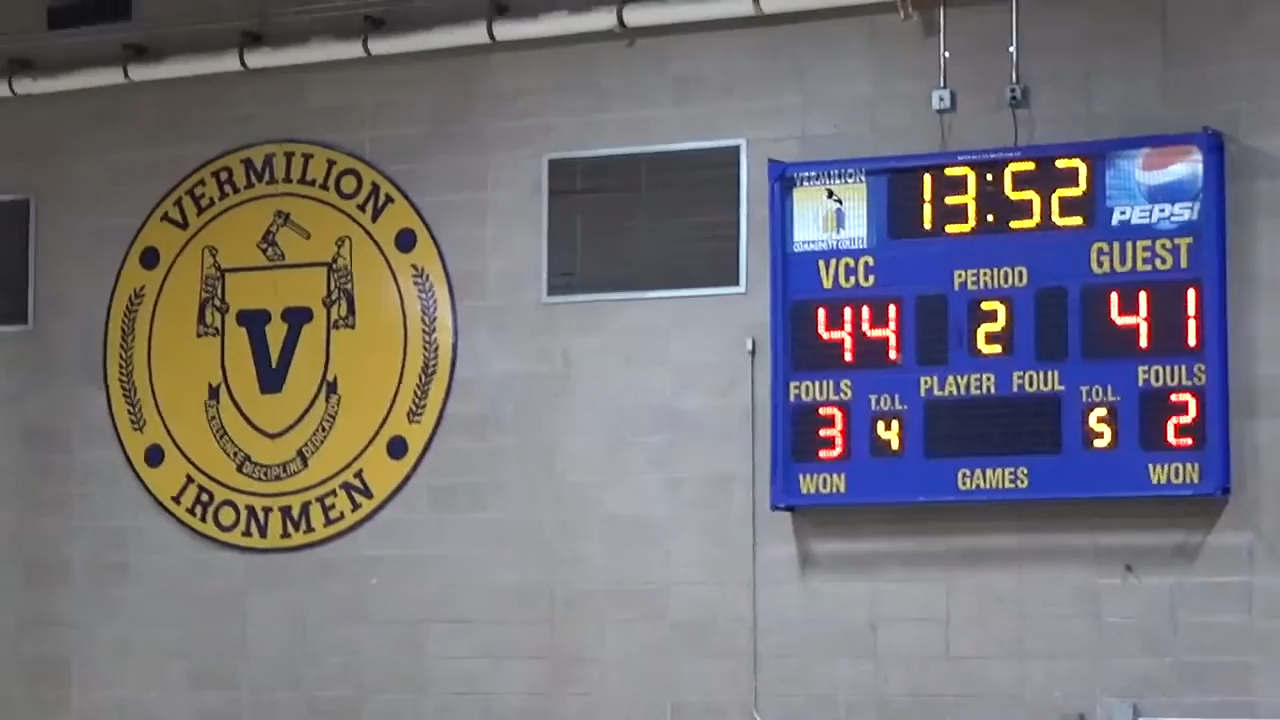 VERMILION
V
EXCELLENCE DISCIPLINE DEDICATION
IRONMEN
VERMILION
COMMUNITY COLLEGE
13:52
PEPSI
VCC
PERIOD
GUEST
44
2
41
FOULS
PLAYER FOUL
FOULS
T.O.L.
T.O.L.
3
4
5
2
WON
GAMES
WON